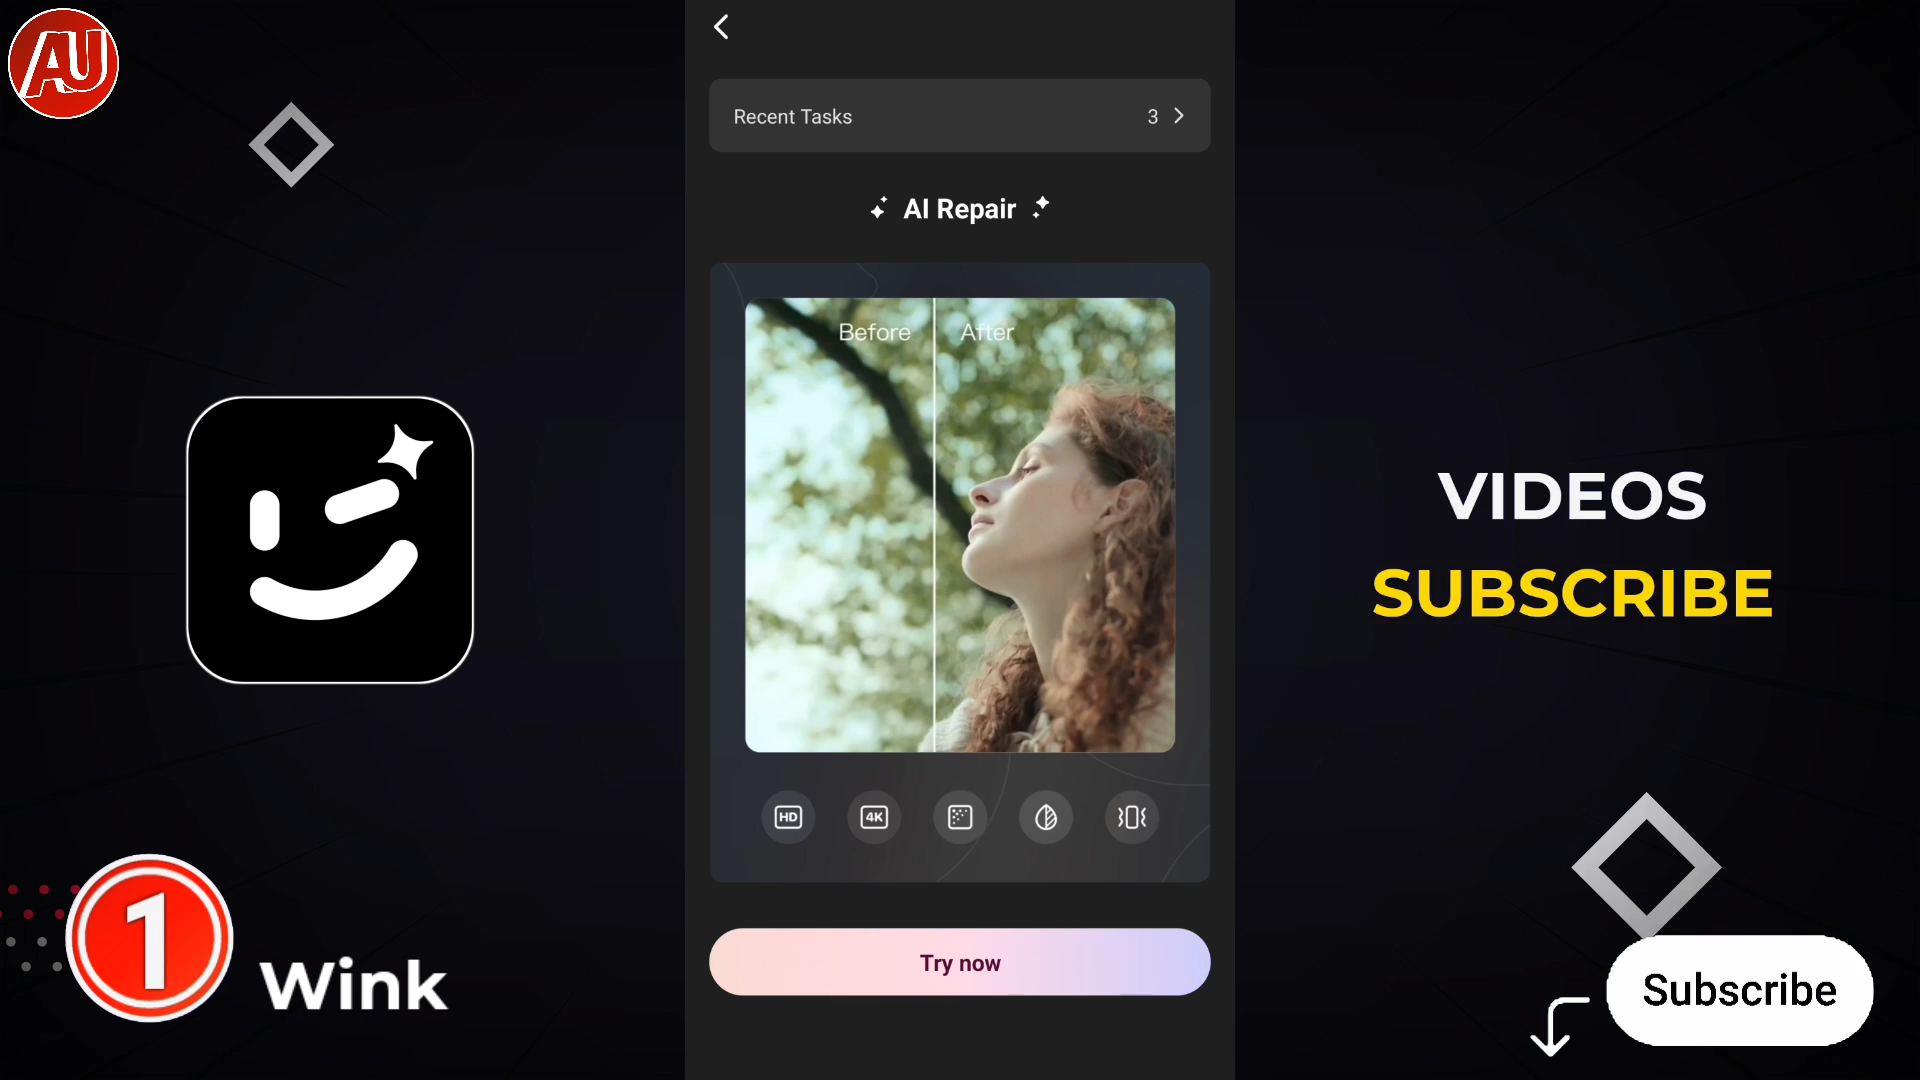 AU
Recent Tasks 3
AI Repair
Before After
HD 4K
Try now
1 Wink
VIDEOS
SUBSCRIBE
Subscribe